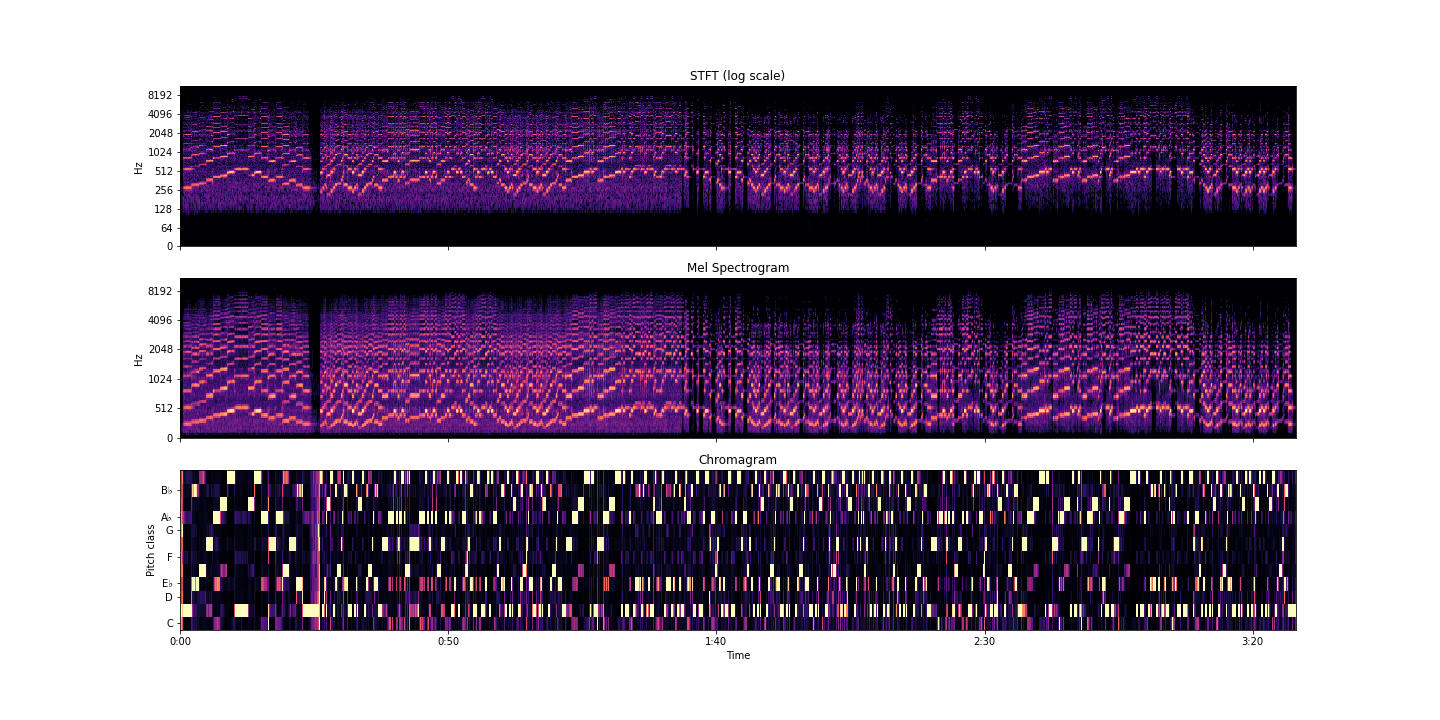 STFT (log scale)
8192
4096
2048
1024
512
256
128
64
0
Hz
Mel Spectrogram
8192
4096
2048
1024
512
0
Hz
Chromagram
B♭
A♭
G
F
E♭
D
C
Pitch class
0:00 0:50 1:40 2:30 3:20
Time